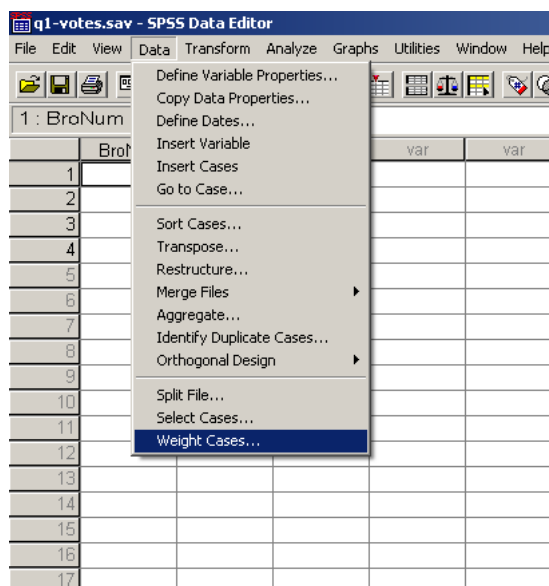 q1-votes.sav - SPSS Data Editor
File Edit View Data Transform Analyze Graphs Utilities Window Help
1 : BroNum
var var
Define Variable Properties...
Copy Data Properties...
Define Dates...
Insert Variable
Insert Cases
Go to Case...
Sort Cases...
Transpose...
Restructure...
Merge Files
Aggregate...
Identify Duplicate Cases...
Orthogonal Design
Split File...
Select Cases...
Weight Cases...
1
2
3
4
5
6
7
8
9
10
11
12
13
14
15
16
17